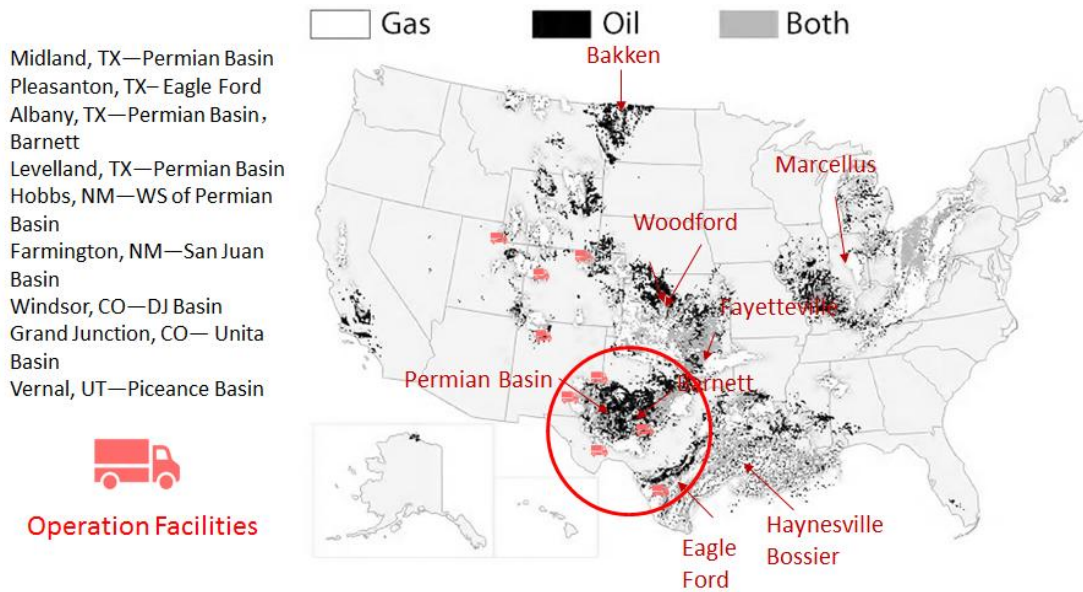 Gas
Oil
Both
Midland, TX—Permian Basin
Pleasanton, TX– Eagle Ford
Albany, TX—Permian Basin，
Barnett
Levelland, TX—Permian Basin
Hobbs, NM—WS of Permian
Basin
Farmington, NM—San Juan
Basin
Windsor, CO—DJ Basin
Grand Junction, CO— Unita
Basin
Vernal, UT—Piceance Basin
Operation Facilities
Bakken
Marcellus
Woodford
Fayetteville
Permian Basin
Barnett
Haynesville
Bossier
Eagle
Ford